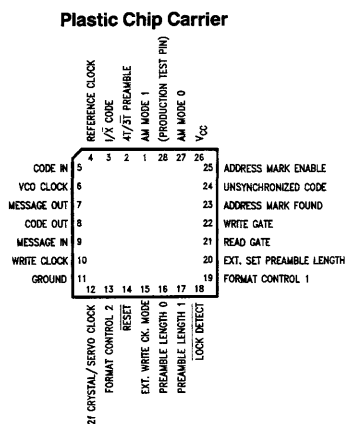 Plastic Chip Carrier
REFERENCE CLOCK
1/X̅ CODE
4T/3̅T̅ PREAMBLE
AM MODE 1
(PRODUCTION TEST PIN)
AM MODE 0
VCC
4 3 2 1 28 27 26
CODE IN 5 25 ADDRESS MARK ENABLE
VCO CLOCK 6 24 UNSYNCHRONIZED CODE
MESSAGE OUT 7 23 ADDRESS MARK FOUND
CODE OUT 8 22 WRITE GATE
MESSAGE IN 9 21 READ GATE
WRITE CLOCK 10 20 EXT. SET PREAMBLE LENGTH
GROUND 11 19 FORMAT CONTROL 1
12 13 14 15 16 17 18
2f CRYSTAL/SERVO CLOCK
FORMAT CONTROL 2
R̅E̅S̅E̅T̅
EXT. WRITE CK. MODE
PREAMBLE LENGTH 0
PREAMBLE LENGTH 1
L̅O̅C̅K̅ D̅E̅T̅E̅C̅T̅